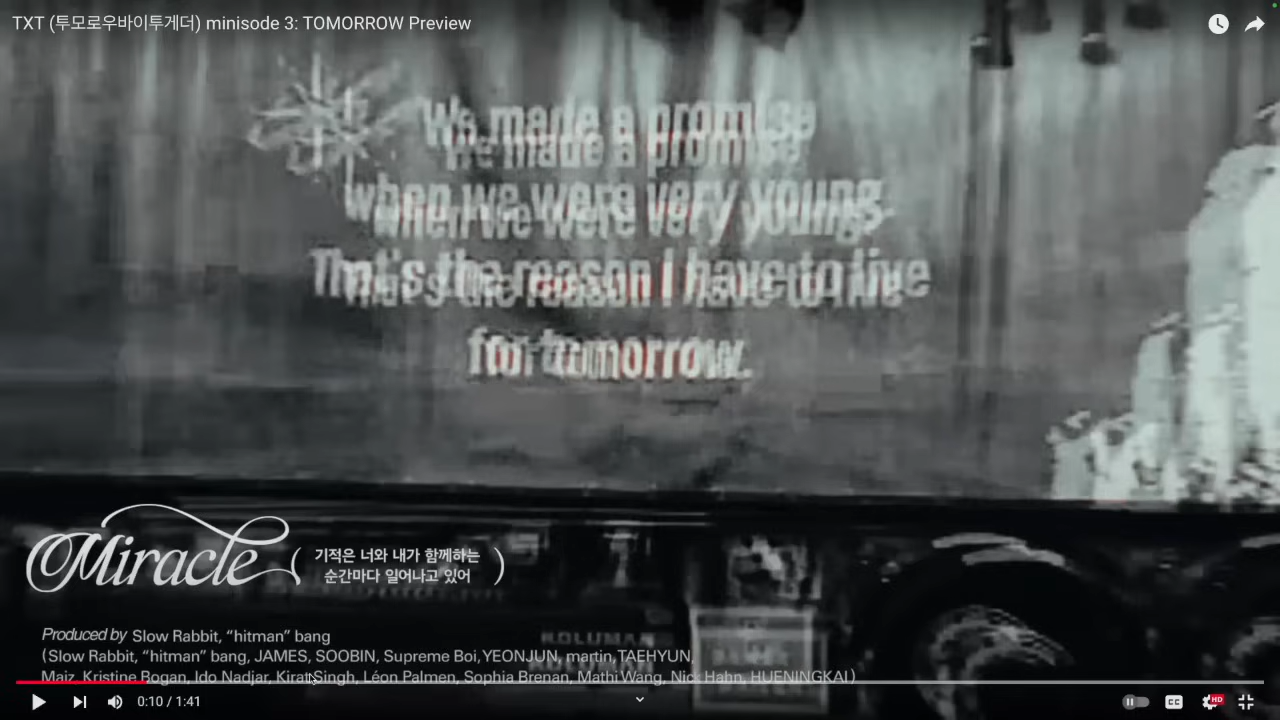 TXT (투모로우바이투게더) minisode 3: TOMORROW Preview
We made a promise
when we were very young.
That's the reason I have to live
for tomorrow.
Miracle ( 기적은 너와 내가 함께하는
순간마다 일어나고 있어 )
Produced by Slow Rabbit, “hitman” bang
(Slow Rabbit, “hitman” bang, JAMES, SOOBIN, Supreme Boi, YEONJUN, martin, TAEHYUN,
Maiz, Kristine Bogan, Ido Nadjar, Kirat Singh, Léon Palmen, Sophia Brenan, Mathi Wang, Nick Hahn, HUENINGKAI)
0:10 / 1:41
CC
HD